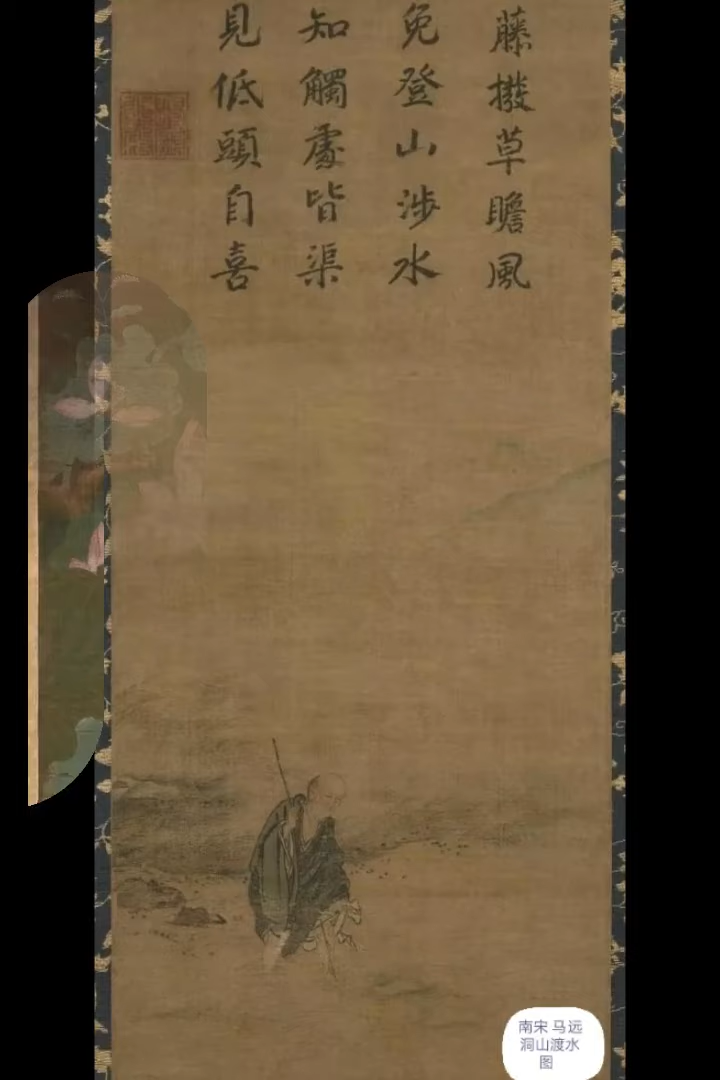 藤撥草瞻風
免登山涉水
知觸處皆渠
見低頭自喜
南宋 马远
洞山渡水
图